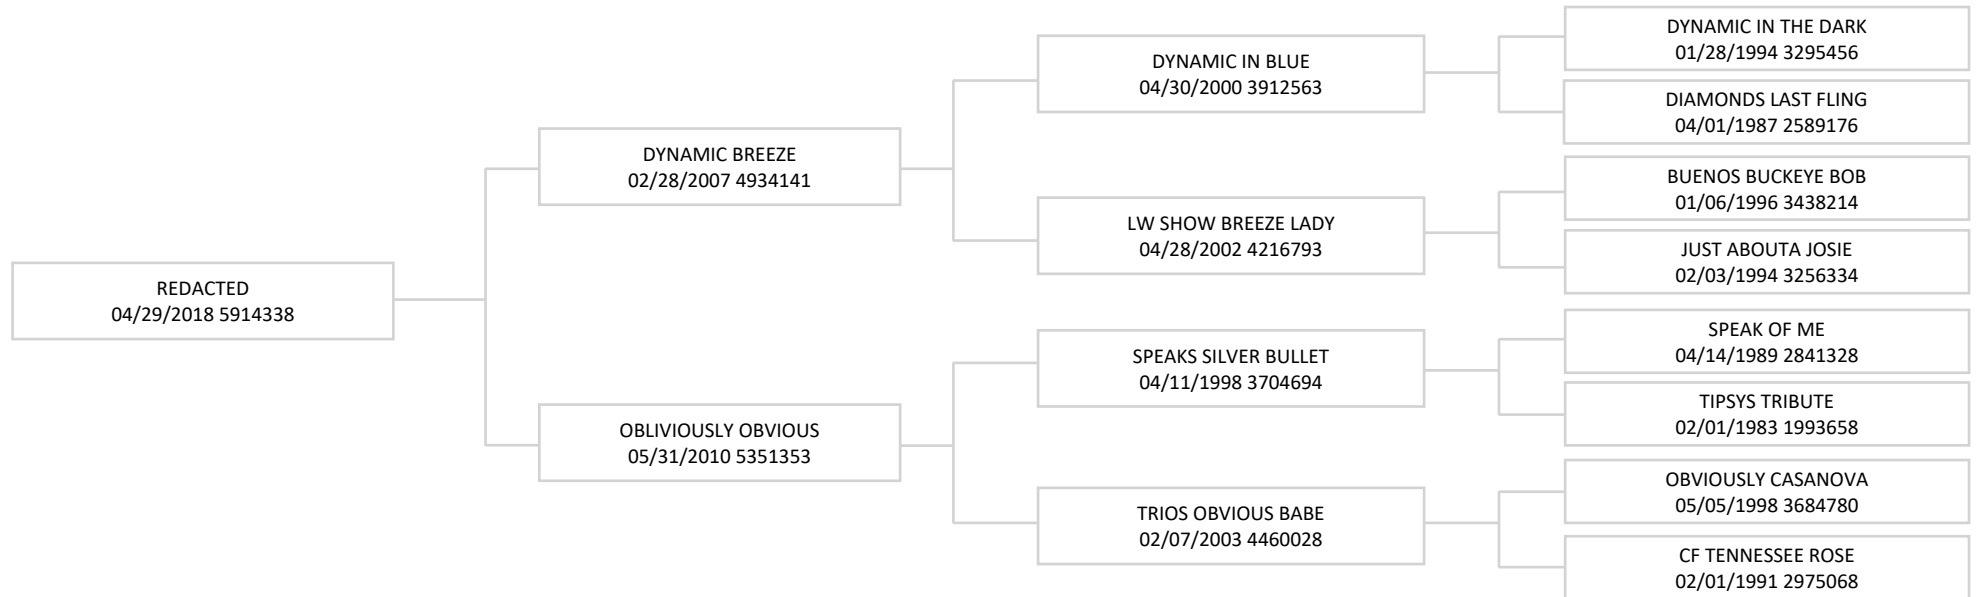 REDACTED
04/29/2018 5914338
DYNAMIC BREEZE
02/28/2007 4934141
OBLIVIOUSLY OBVIOUS
05/31/2010 5351353
DYNAMIC IN BLUE
04/30/2000 3912563
LW SHOW BREEZE LADY
04/28/2002 4216793
SPEAKS SILVER BULLET
04/11/1998 3704694
TRIOS OBVIOUS BABE
02/07/2003 4460028
DYNAMIC IN THE DARK
01/28/1994 3295456
DIAMONDS LAST FLING
04/01/1987 2589176
BUENOS BUCKEYE BOB
01/06/1996 3438214
JUST ABOUTA JOSIE
02/03/1994 3256334
SPEAK OF ME
04/14/1989 2841328
TIPSYS TRIBUTE
02/01/1983 1993658
OBVIOUSLY CASANOVA
05/05/1998 3684780
CF TENNESSEE ROSE
02/01/1991 2975068